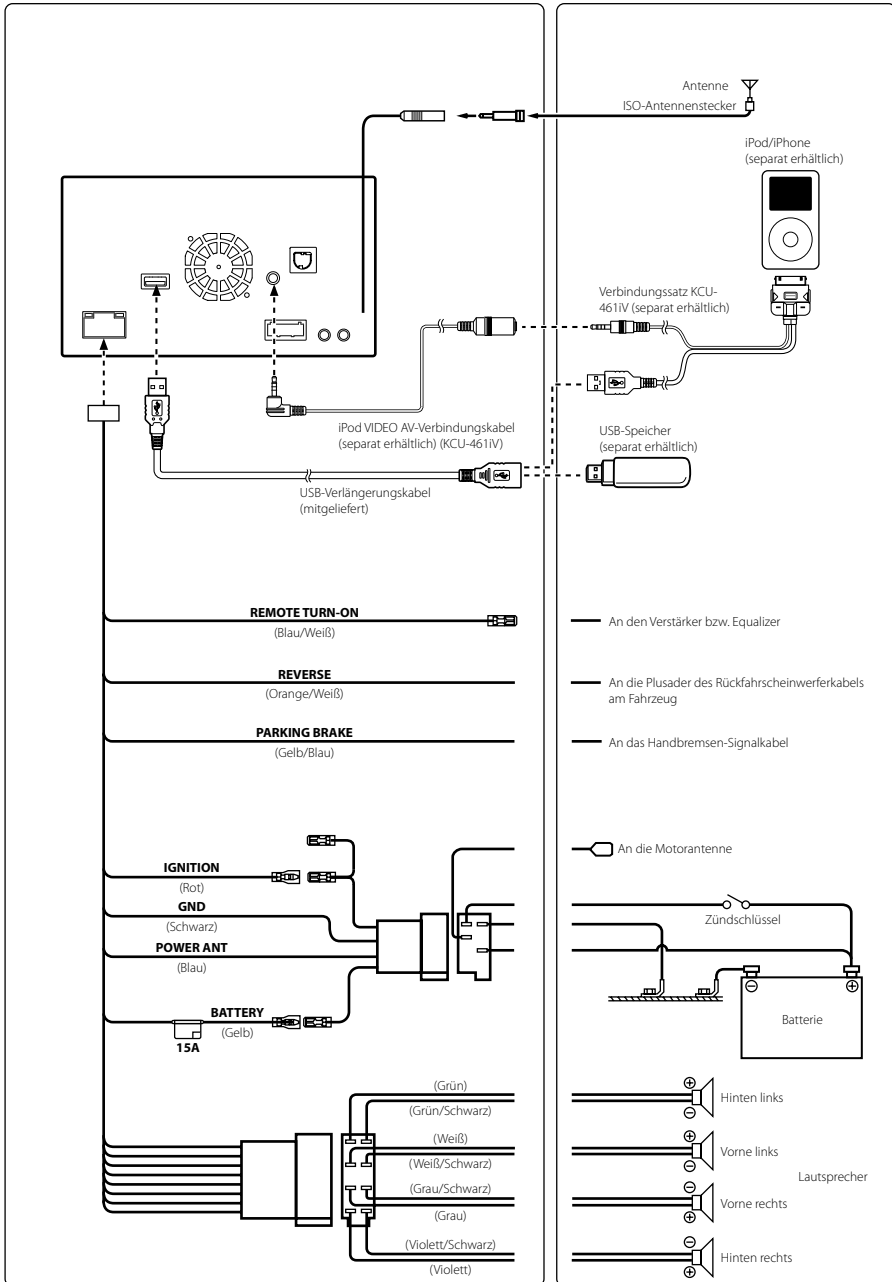 Antenne
ISO-Antennenstecker
iPod/iPhone
(separat erhältlich)
Verbindungssatz KCU-
461iV (separat erhältlich)
iPod VIDEO AV-Verbindungskabel
(separat erhältlich) (KCU-461iV)
USB-Speicher
(separat erhältlich)
USB-Verlängerungskabel
(mitgeliefert)
REMOTE TURN-ON
(Blau/Weiß)
An den Verstärker bzw. Equalizer
REVERSE
(Orange/Weiß)
An die Plusader des Rückfahrscheinwerferkabels
am Fahrzeug
PARKING BRAKE
(Gelb/Blau)
An das Handbremsen-Signalkabel
An die Motorantenne
IGNITION
(Rot)
GND
(Schwarz)
Zündschlüssel
POWER ANT
(Blau)
BATTERY
(Gelb)
15A
⊖ ⊕
Batterie
(Grün)
(Grün/Schwarz)
⊕
⊖
Hinten links
(Weiß)
(Weiß/Schwarz)
⊕
⊖
Vorne links
Lautsprecher
(Grau/Schwarz)
(Grau)
⊖
⊕
Vorne rechts
(Violett/Schwarz)
(Violett)
⊖
⊕
Hinten rechts